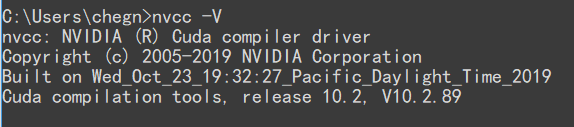 C:\Users\chegn>nvcc -V
nvcc: NVIDIA (R) Cuda compiler driver
Copyright (c) 2005-2019 NVIDIA Corporation
Built on Wed_Oct_23_19:32:27_Pacific_Daylight_Time_2019
Cuda compilation tools, release 10.2, V10.2.89